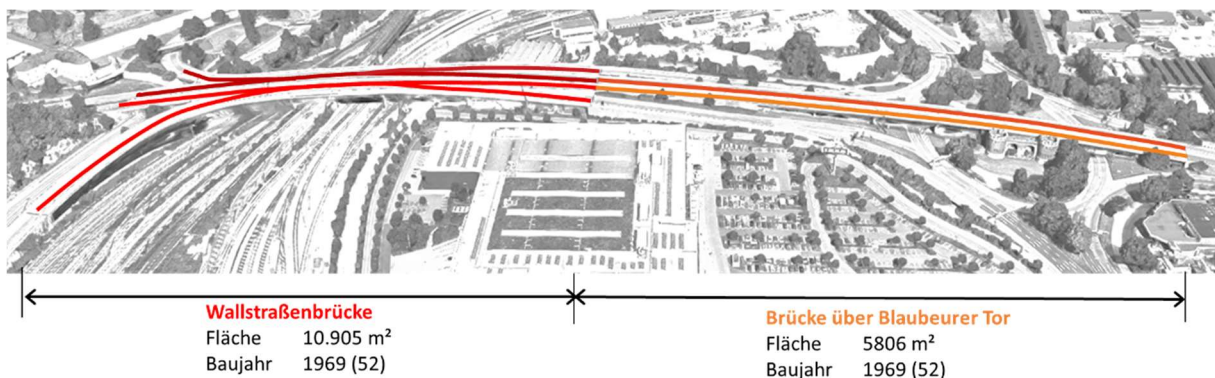 Wallstraßenbrücke
Fläche 10.905 m²
Baujahr 1969 (52)
Brücke über Blaubeurer Tor
Fläche 5806 m²
Baujahr 1969 (52)